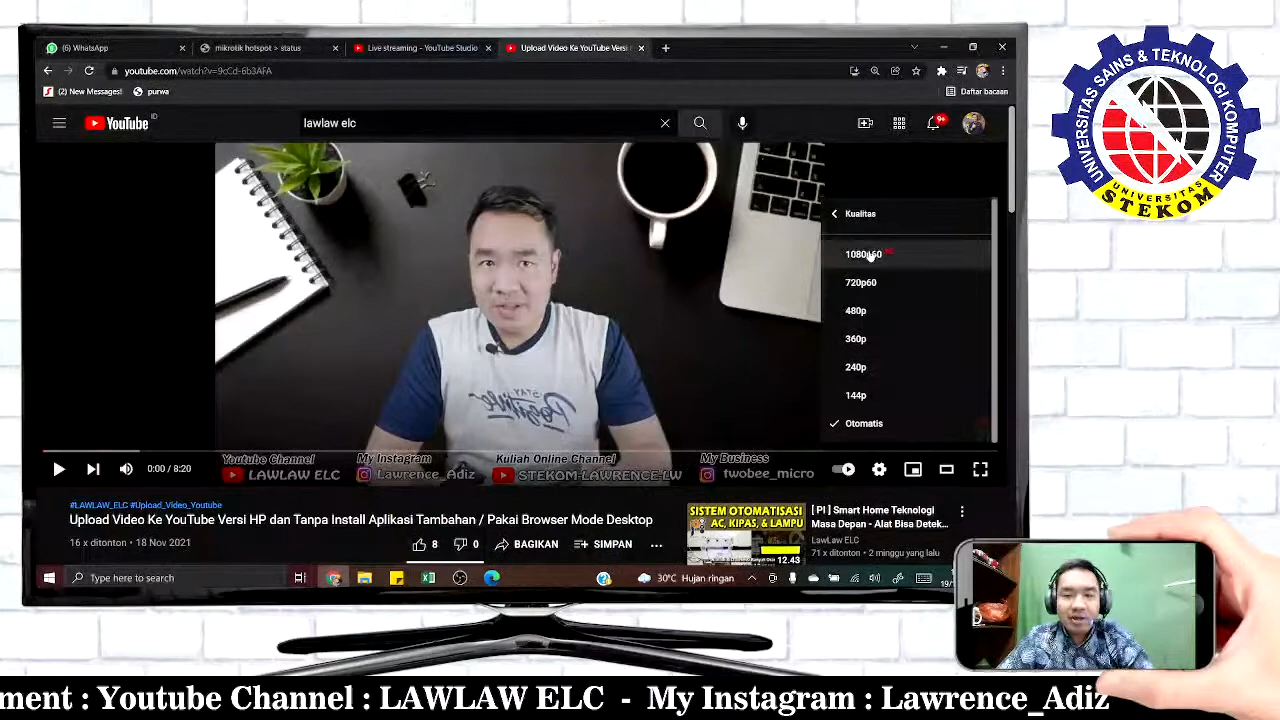 (6) WhatsApp
mikrotik hotspot > status
Live streaming - YouTube Studio
Upload Video Ke YouTube Versi
youtube.com/watch?v=9cCd-6b3AFA
(2) New Messages!
purwa
Daftar bacaan
YouTube ID
lawlaw elc
9+
Kualitas
1080p60 HD
720p60
480p
360p
240p
144p
Otomatis
STAY
Positive
Youtube Channel
LAWLAW ELC
My Instagram
Lawrence_Adiz
Kuliah Online Channel
STEKOM-LAWRENCE-LW
My Business
twobee_micro
0:00 / 8:20
#LAWLAW_ELC #Upload_Video_Youtube
Upload Video Ke YouTube Versi HP dan Tanpa Install Aplikasi Tambahan / Pakai Browser Mode Desktop
16 x ditonton • 18 Nov 2021
8
0
BAGIKAN
SIMPAN
SISTEM OTOMATISASI
AC, KIPAS, & LAMPU
12.43
[ PI ] Smart Home Teknologi
Masa Depan - Alat Bisa Detek...
LawLaw ELC
71 x ditonton • 2 minggu yang lalu
Type here to search
30°C Hujan ringan
UNIVERSITAS SAINS & TEKNOLOGI KOMPUTER
UNIVERSITAS
STEKOM
ment : Youtube Channel : LAWLAW ELC - My Instagram : Lawrence_Adiz